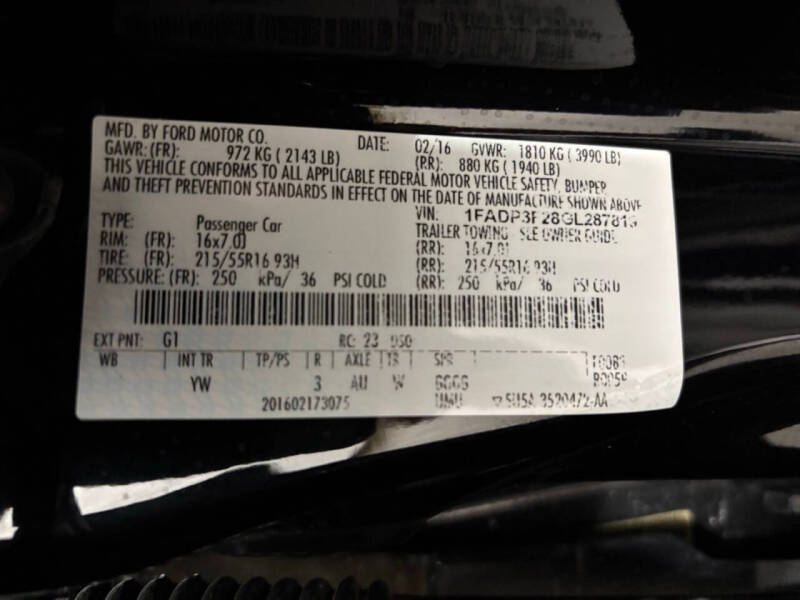 MFD. BY FORD MOTOR CO. DATE: 02/16 GVWR: 1810 KG ( 3990 LB)
GAWR: (FR): 972 KG ( 2143 LB) (RR): 880 KG ( 1940 LB)
THIS VEHICLE CONFORMS TO ALL APPLICABLE FEDERAL MOTOR VEHICLE SAFETY, BUMPER
AND THEFT PREVENTION STANDARDS IN EFFECT ON THE DATE OF MANUFACTURE SHOWN ABOVE
VIN:
TYPE: Passenger Car TRAILER TOWING - SEE OWNER GUIDE
RIM: (FR): 16x7.0J (RR): 16x7.0J
TIRE: (FR): 215/55R16 93H (RR): 215/55R16 93H
PRESSURE: (FR): 250 kPa/ 36 PSI COLD (RR): 250 kPa/ 36 PSI COLD
EXT PNT: G1 RC: 23 DSO:
WB INT TR TP/PS R AXLE TR SPR
YW 3 AU W GGGG
201602173075